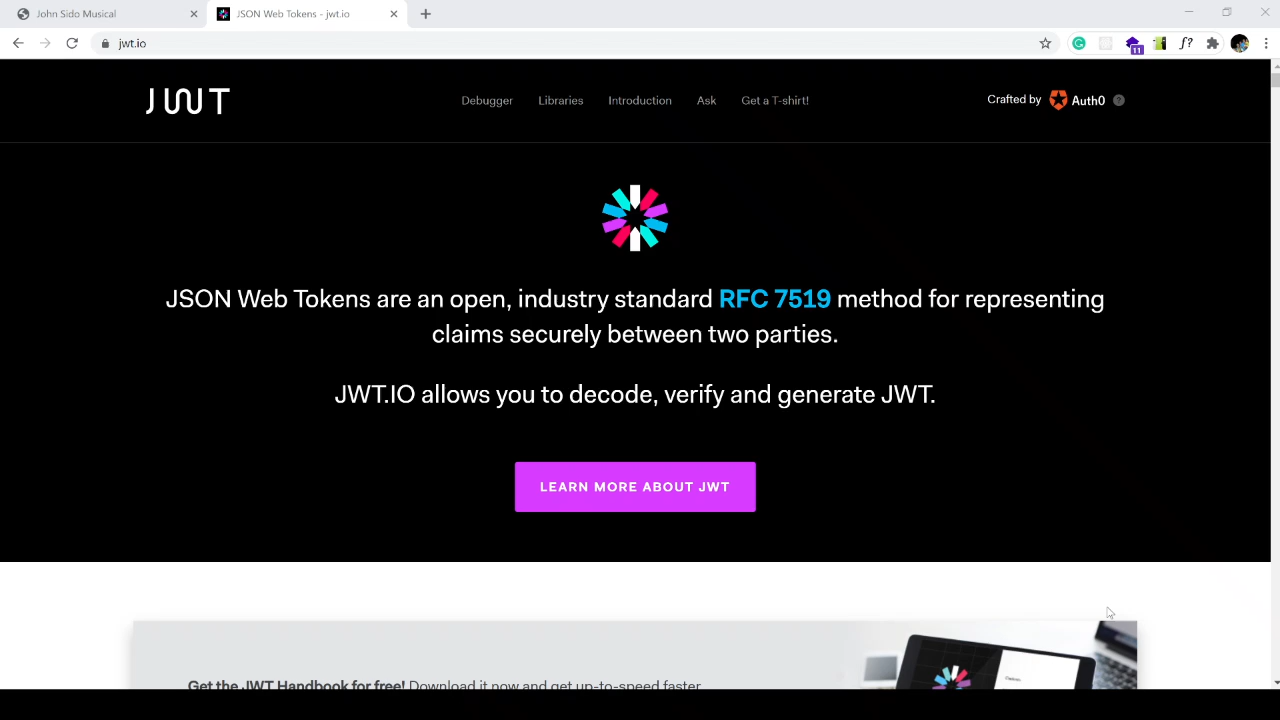 John Sido Musical
JSON Web Tokens - jwt.io
jwt.io
11
ƒ?
JWT
Debugger
Libraries
Introduction
Ask
Get a T-shirt!
Crafted by Auth0 ?
JSON Web Tokens are an open, industry standard RFC 7519 method for representing
claims securely between two parties.
JWT.IO allows you to decode, verify and generate JWT.
LEARN MORE ABOUT JWT
Get the JWT Handbook for free! Download it now and get up-to-speed faster.